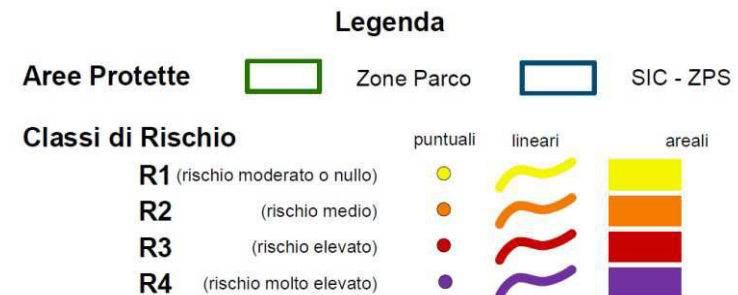 Legenda
Aree Protette Zone Parco SIC - ZPS
Classi di Rischio puntuali lineari areali
R1 (rischio moderato o nullo)
R2 (rischio medio)
R3 (rischio elevato)
R4 (rischio molto elevato)